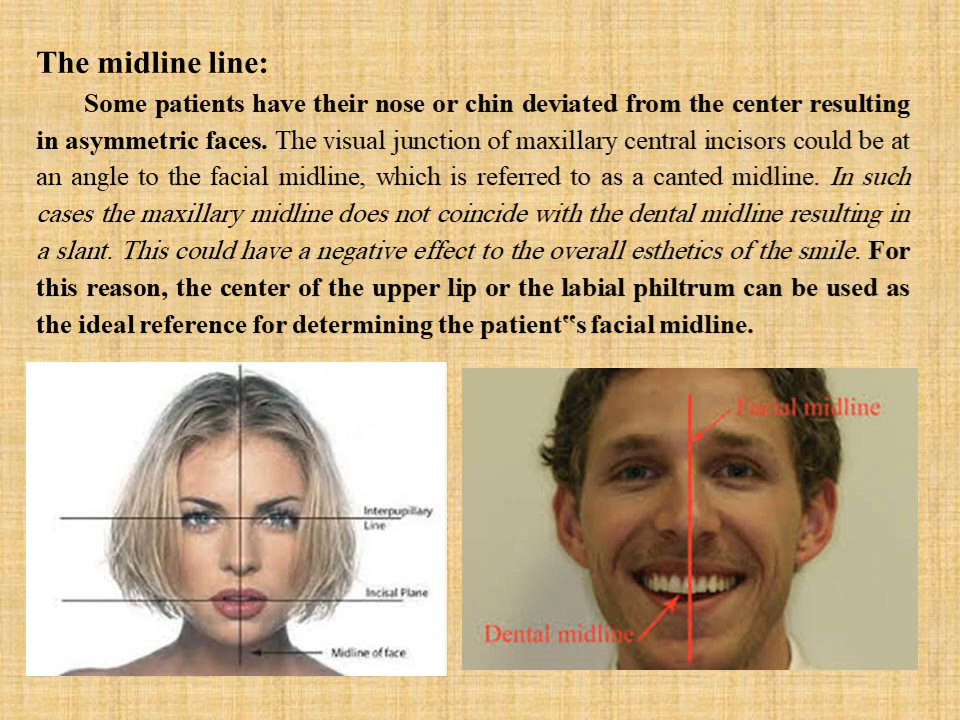 The midline line:
Some patients have their nose or chin deviated from the center resulting
in asymmetric faces. The visual junction of maxillary central incisors could be at
an angle to the facial midline, which is referred to as a canted midline. In such
cases the maxillary midline does not coincide with the dental midline resulting in
a slant. This could have a negative effect to the overall esthetics of the smile. For
this reason, the center of the upper lip or the labial philtrum can be used as
the ideal reference for determining the patient‟s facial midline.
Interpupillary
Line
Incisal Plane
Midline of face
Facial midline
Dental midline